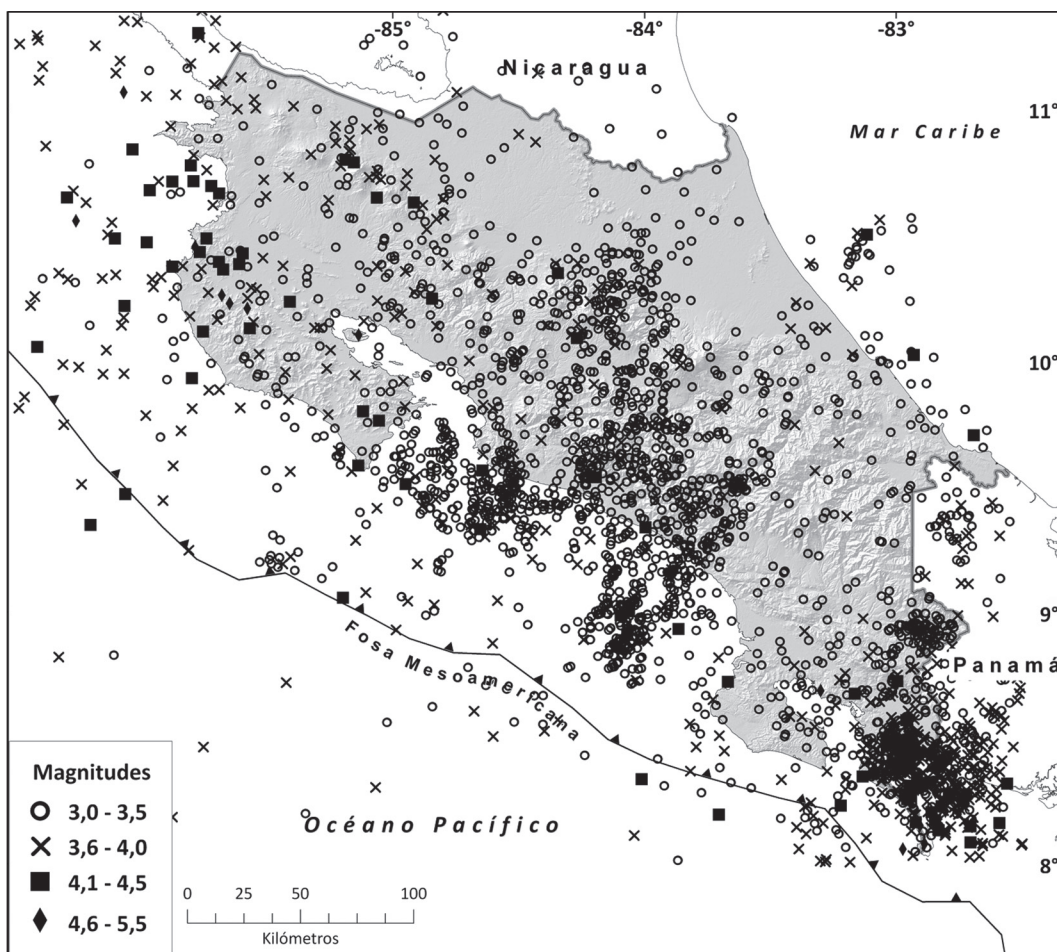 -85
-84
-83
Nicaragua
11°
Mar Caribe
10°
9°
Panamá
Fosa Mesoamericana
Magnitudes
3,0 - 3,5
3,6 - 4,0
4,1 - 4,5
4,6 - 5,5
Océano Pacífico
8°
0 25 50 100
Kilómetros